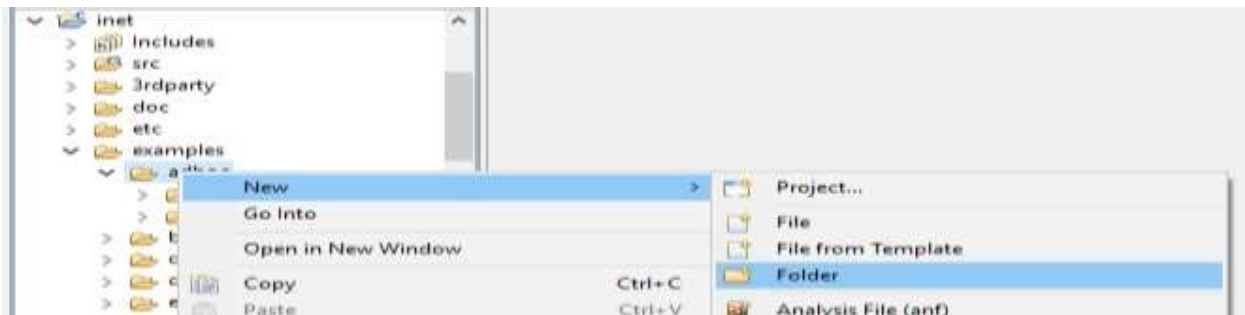 inet
Includes
src
3rdparty
doc
etc
examples
New
Go Into
Open in New Window
Copy Ctrl+C
Paste Ctrl+V
Project...
File
File from Template
Folder
Analysis File (anf)